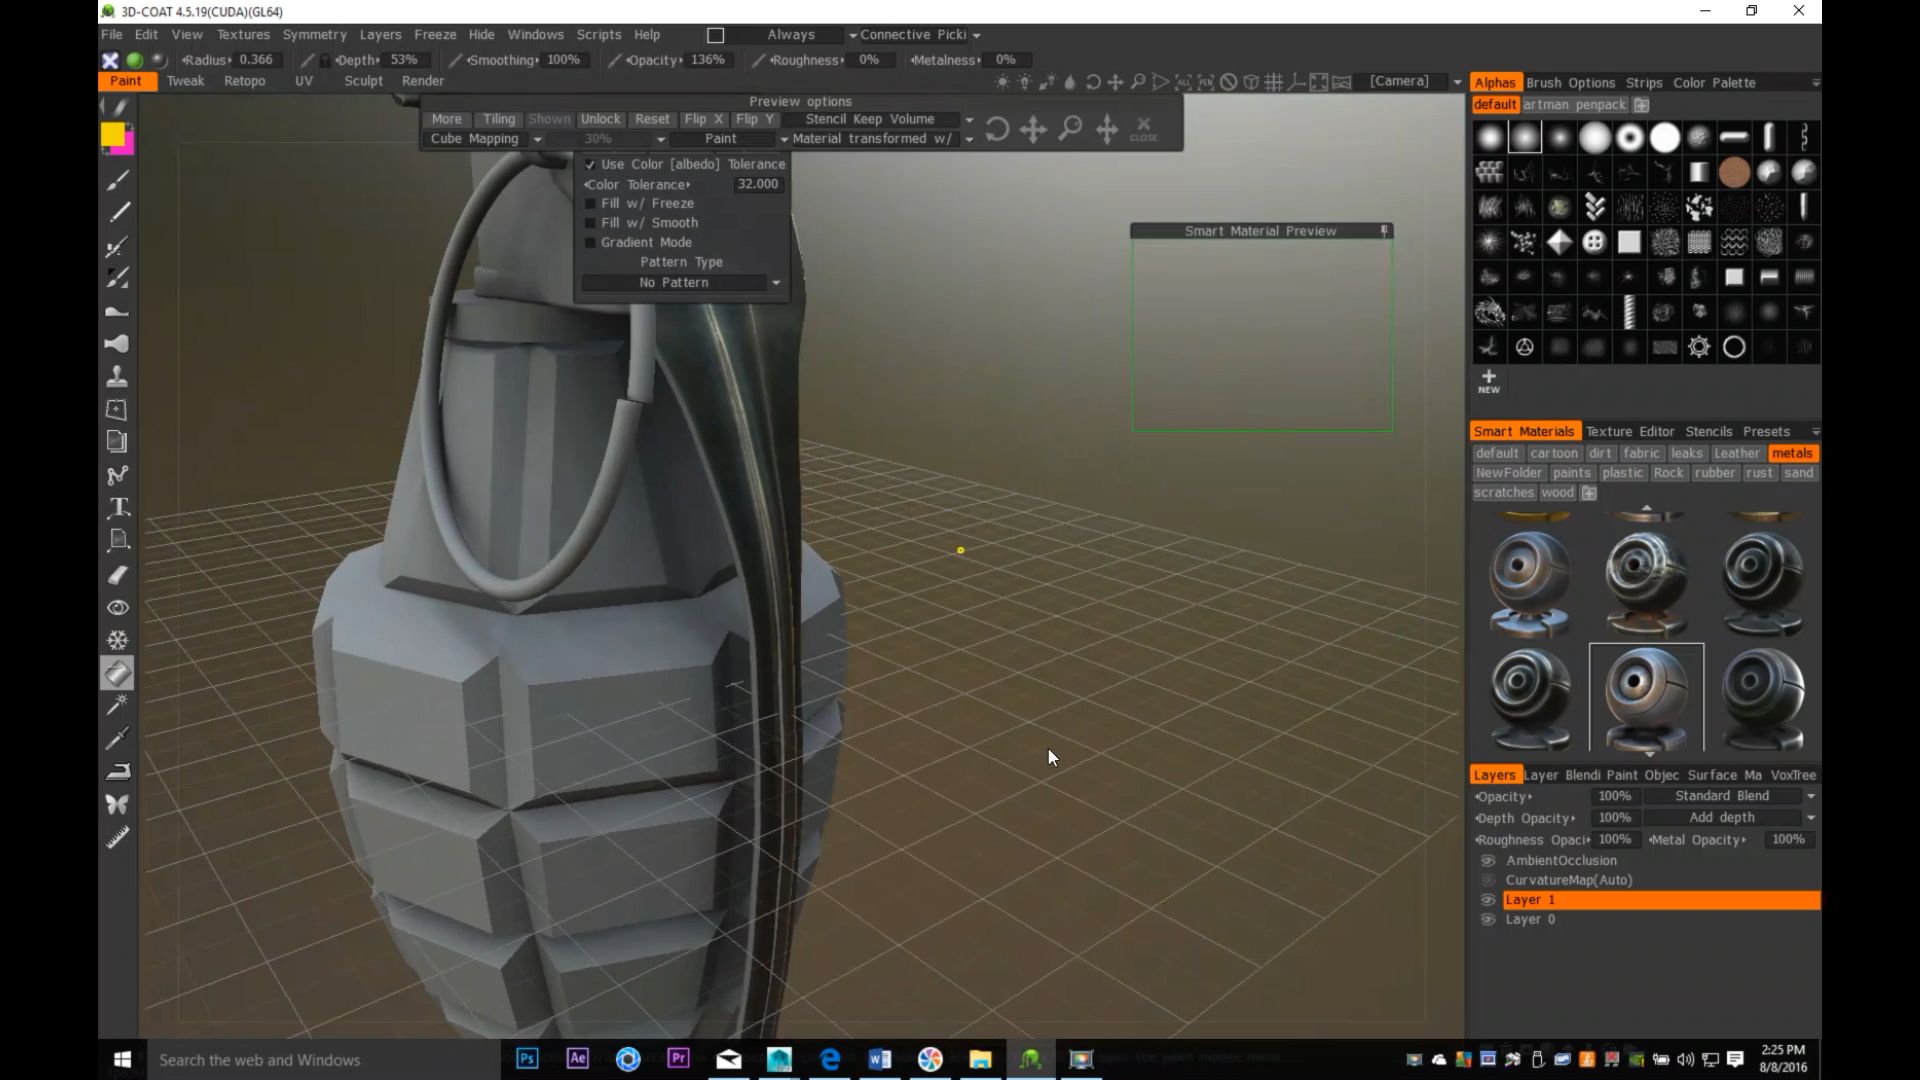 3D-COAT 4.5.19(CUDA)(GL64)
File Edit View Textures Symmetry Layers Freeze Hide Windows Scripts Help Always Connective Picki
Radius 0.366 Depth 53% Smoothing 100% Opacity 136% Roughness 0% Metalness 0%
Paint Tweak Retopo UV Sculpt Render [Camera]
Alphas Brush Options Strips Color Palette
default artman penpack
Preview options
More Tiling Shown Unlock Reset Flip X Flip Y Stencil Keep Volume
Cube Mapping 30% Paint Material transformed w/ CLOSE
Use Color [albedo] Tolerance
Color Tolerance 32.000
Fill w/ Freeze
Fill w/ Smooth
Gradient Mode
Pattern Type
No Pattern
Smart Material Preview
NEW
Smart Materials Texture Editor Stencils Presets
default cartoon dirt fabric leaks Leather metals
NewFolder paints plastic Rock rubber rust sand
scratches wood
Layers Layer Blendi Paint Objec Surface Ma VoxTree
Opacity 100% Standard Blend
Depth Opacity 100% Add depth
Roughness Opaci 100% Metal Opacity 100%
AmbientOcclusion
CurvatureMap(Auto)
Layer 1
Layer 0
Search the web and Windows
Ps Ae Pr
2:25 PM
8/8/2016